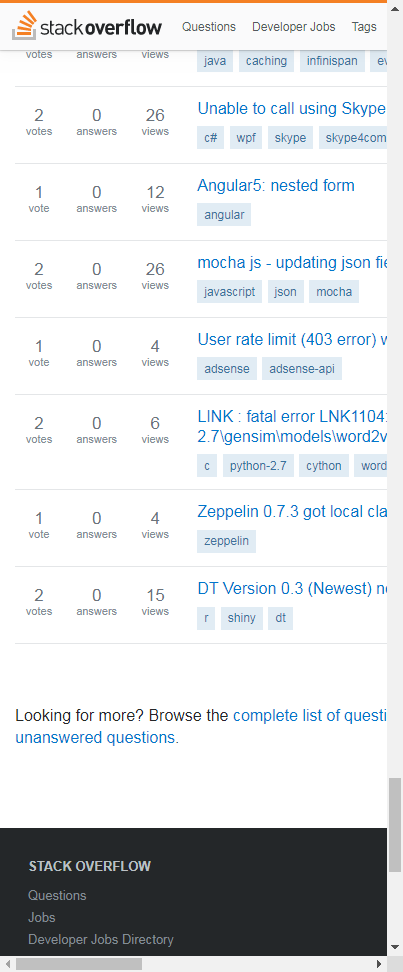 stackoverflow Questions Developer Jobs Tags
votes answers views java caching infinispan
2 0 26 Unable to call using Skype
votes answers views c# wpf skype skype4com
1 0 12 Angular5: nested form
vote answers views angular
2 0 26 mocha js - updating json
votes answers views javascript json mocha
1 0 4 User rate limit (403 error)
vote answers views adsense adsense-api
2 0 6 LINK : fatal error LNK1104:
votes answers views 2.7\gensim\models\word2v
c python-2.7 cython word
1 0 4 Zeppelin 0.7.3 got local cla
vote answers views zeppelin
2 0 15 DT Version 0.3 (Newest)
votes answers views r shiny dt
Looking for more? Browse the complete list of questi
unanswered questions.
STACK OVERFLOW
Questions
Jobs
Developer Jobs Directory